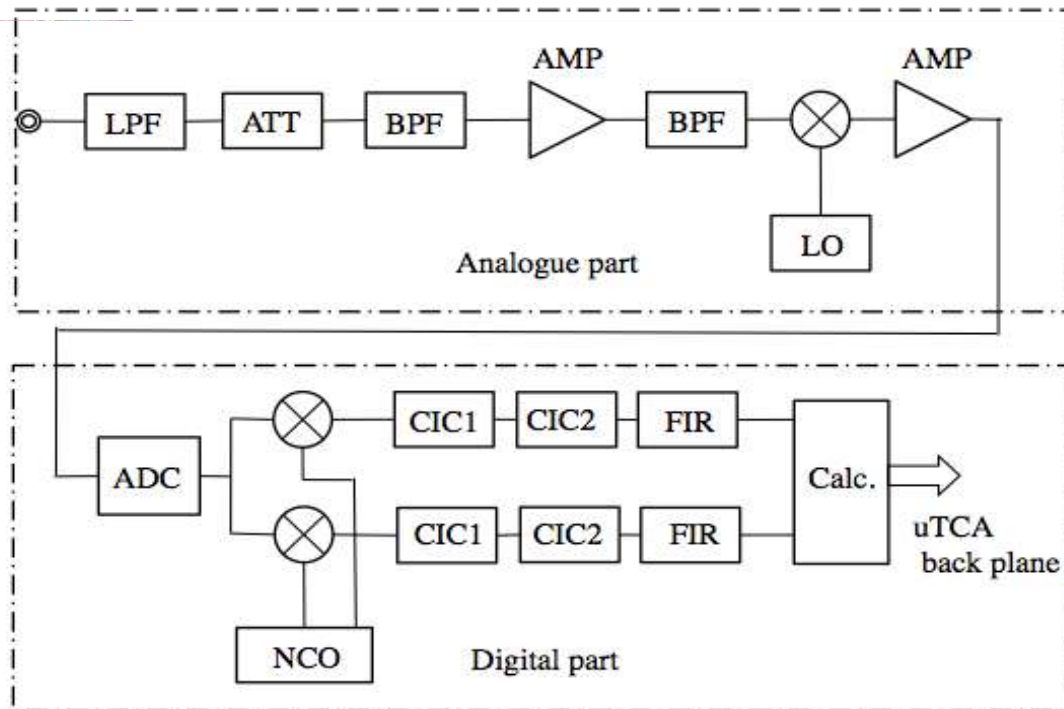 AMP
AMP
LPF
ATT
BPF
BPF
LO
Analogue part
ADC
CIC1
CIC2
FIR
Calc.
CIC1
CIC2
FIR
uTCA
back plane
NCO
Digital part